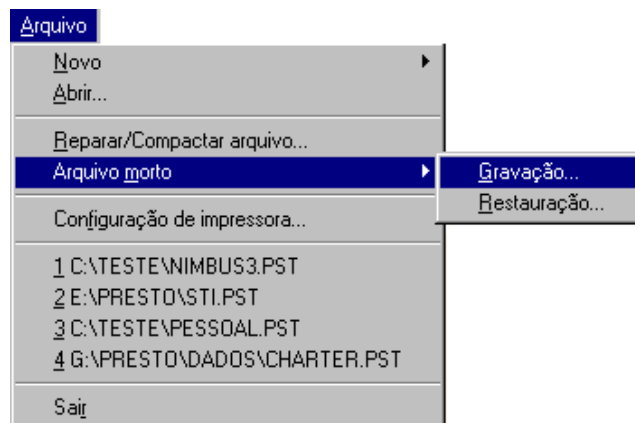 Arquivo
Novo
Abrir...
Reparar/Compactar arquivo...
Arquivo morto
Gravação...
Restauração...
Configuração de impressora...
1 C:\TESTE\NIMBUS3.PST
2 E:\PRESTO\STI.PST
3 C:\TESTE\PESSOAL.PST
4 G:\PRESTO\DADOS\CHARTER.PST
Sair